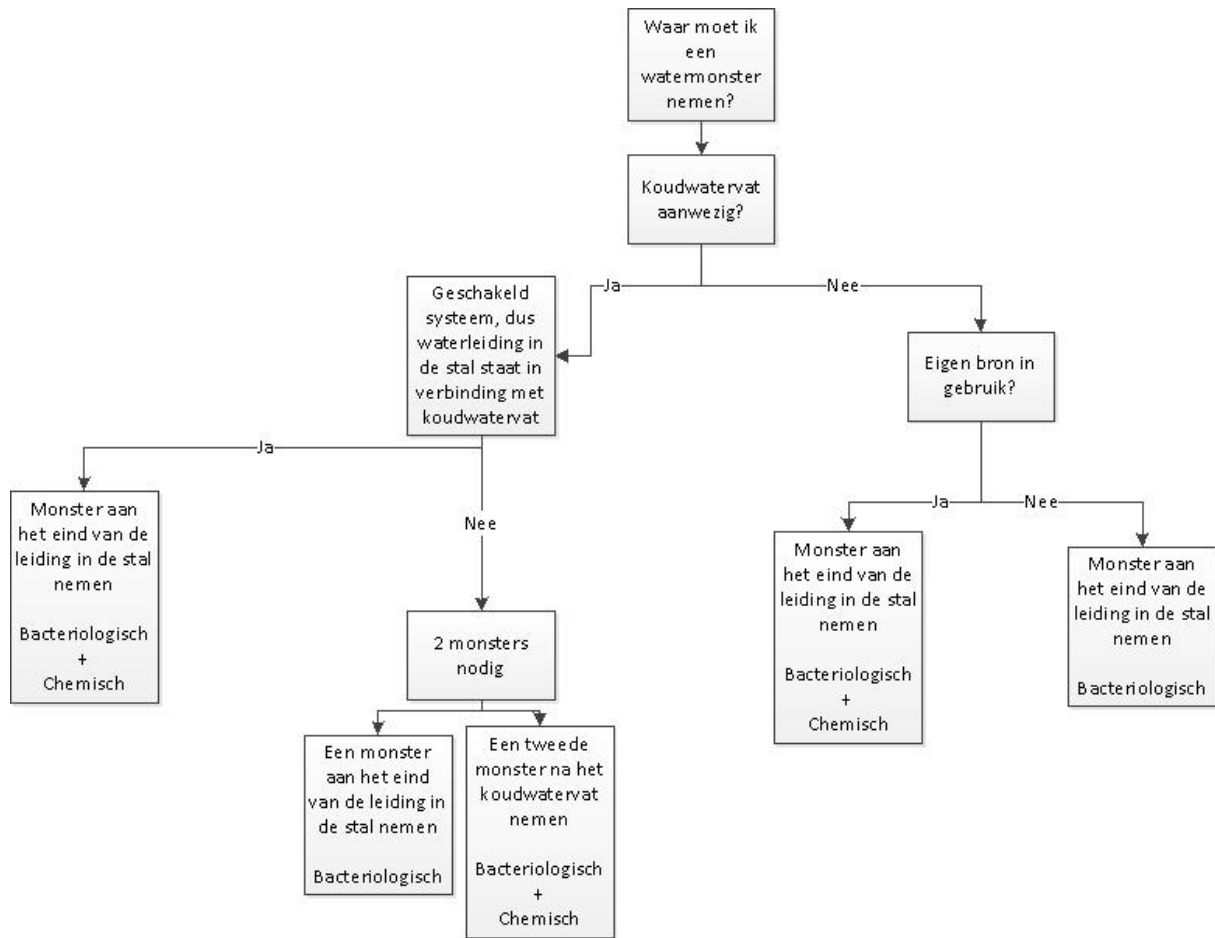 Waar moet ik
een
watermonster
nemen?
Koudwatervat
aanwezig?
Ja
Nee
Geschakeld
systeem, dus
waterleiding in
de stal staat in
verbinding met
koudwatervat
Eigen bron in
gebruik?
Ja
Nee
Ja
Nee
Monster aan
het eind van de
leiding in de stal
nemen
Bacteriologisch
+
Chemisch
2 monsters
nodig
Een monster
aan het eind
van de leiding in
de stal nemen
Bacteriologisch
Een tweede
monster na het
koudwatervat
nemen
Bacteriologisch
+
Chemisch
Monster aan
het eind van de
leiding in de stal
nemen
Bacteriologisch
+
Chemisch
Monster aan
het eind van de
leiding in de stal
nemen
Bacteriologisch